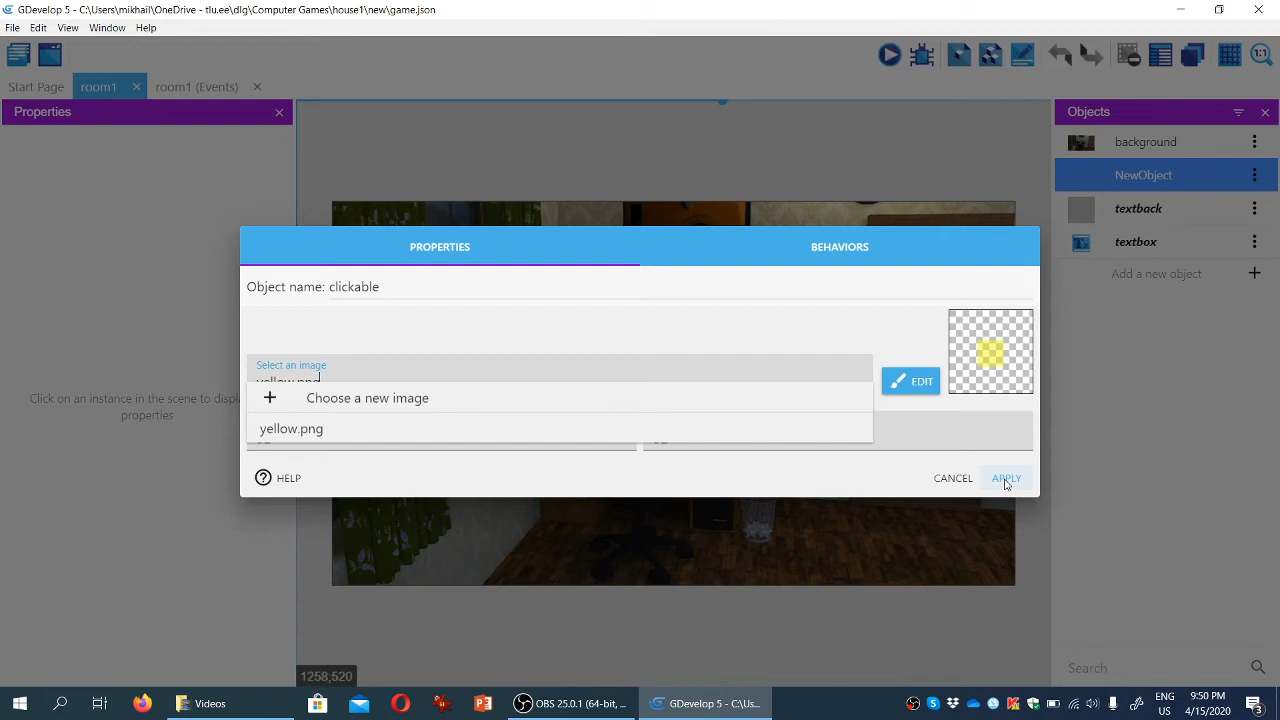 GDevelop 5 - C:\Users\mikhail\OneDrive - tlu.ee\dlg\Computer Games\house1\new\game.json
File Edit View Window Help
Start Page room1 room1 (Events)
Properties
Objects
background
NewObject
textback
textbox
Add a new object
Click on an instance in the scene to display properties
PROPERTIES BEHAVIORS
Object name: clickable
Select an image
yellow.png
EDIT
Choose a new image
yellow.png
HELP CANCEL APPLY
1258;520
Search
Videos
OBS 25.0.1 (64-bit, ...
GDevelop 5 - C:\Us...
ENG
US
9:50 PM
4/15/2020
3